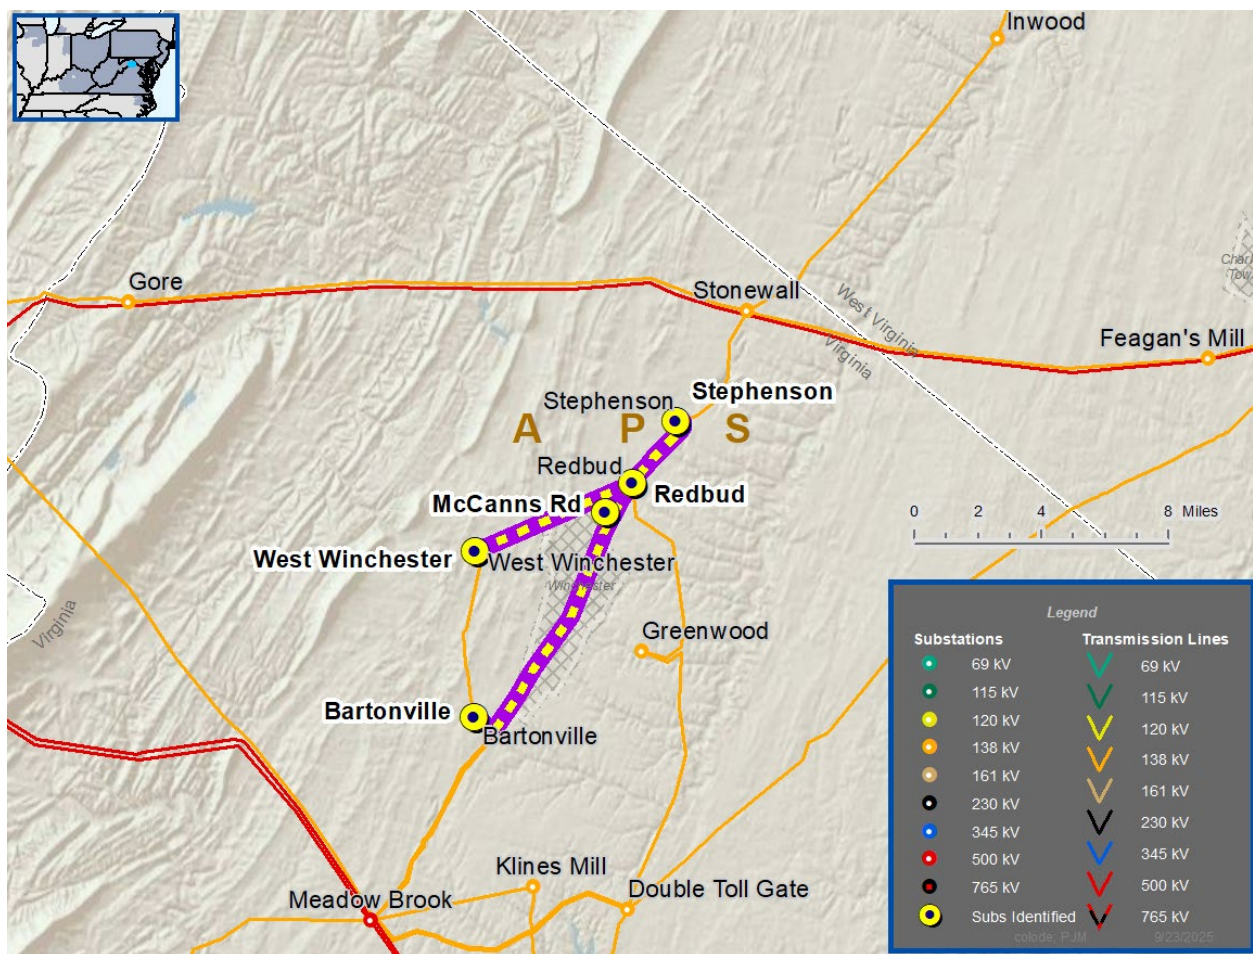 Inwood
Gore
Stonewall
West Virginia
Virginia
Feagan's Mill
Stephenson
Stephenson
A P S
Redbud
Redbud
McCanns Rd
West Winchester
West Winchester
Winchester
Virginia
Greenwood
Bartonville
Bartonville
Klines Mill
Meadow Brook
Double Toll Gate
0 2 4 8 Miles
Legend
Substations Transmission Lines
69 kV 69 kV
115 kV 115 kV
120 kV 120 kV
138 kV 138 kV
161 kV 161 kV
230 kV 230 kV
345 kV 345 kV
500 kV 500 kV
765 kV 765 kV
Subs Identified
colode, PJM 9/23/2025